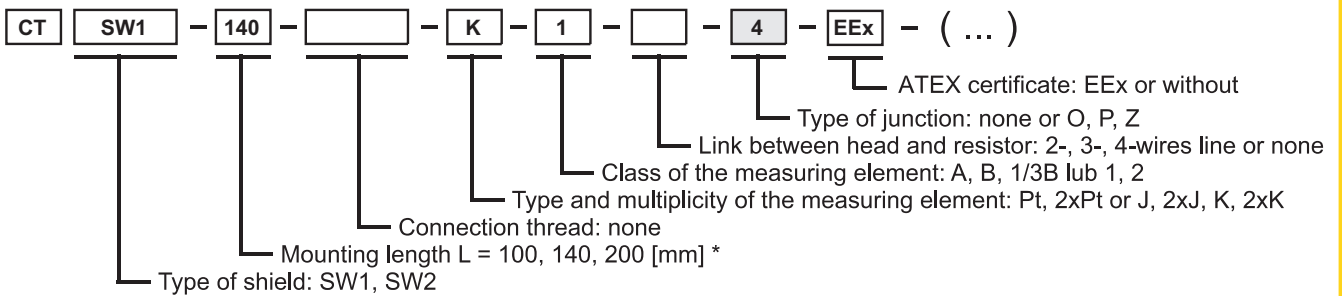 CT SW1 – 140 – – K – 1 – – 4 – EEx – ( ... )
ATEX certificate: EEx or without
Type of junction: none or O, P, Z
Link between head and resistor: 2-, 3-, 4-wires line or none
Class of the measuring element: A, B, 1/3B lub 1, 2
Type and multiplicity of the measuring element: Pt, 2xPt or J, 2xJ, K, 2xK
Connection thread: none
Mounting length L = 100, 140, 200 [mm] *
Type of shield: SW1, SW2